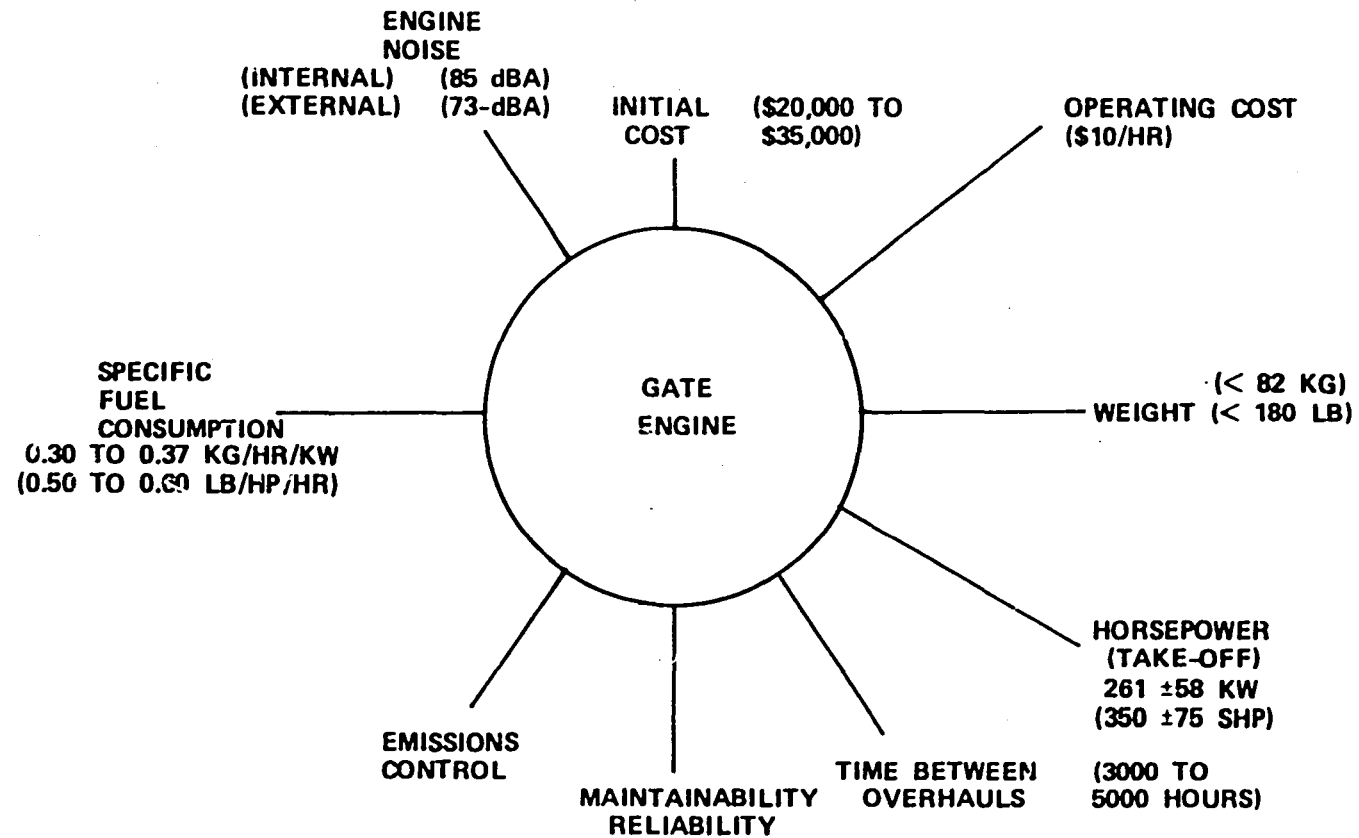 ENGINE
NOISE
(INTERNAL) (85 dBA)
(EXTERNAL) (73-dBA)
INITIAL ($20,000 TO
COST $35,000)
OPERATING COST
($10/HR)
SPECIFIC
FUEL
CONSUMPTION
0.30 TO 0.37 KG/HR/KW
(0.50 TO LB/HP/HR)
GATE
ENGINE
(< 82 KG)
WEIGHT (< 180 LB)
HORSEPOWER
(TAKE-OFF)
261 ±58 KW
(350 ±75 SHP)
EMISSIONS
CONTROL
MAINTAINABILITY
RELIABILITY
TIME BETWEEN (3000 TO
OVERHAULS 5000 HOURS)